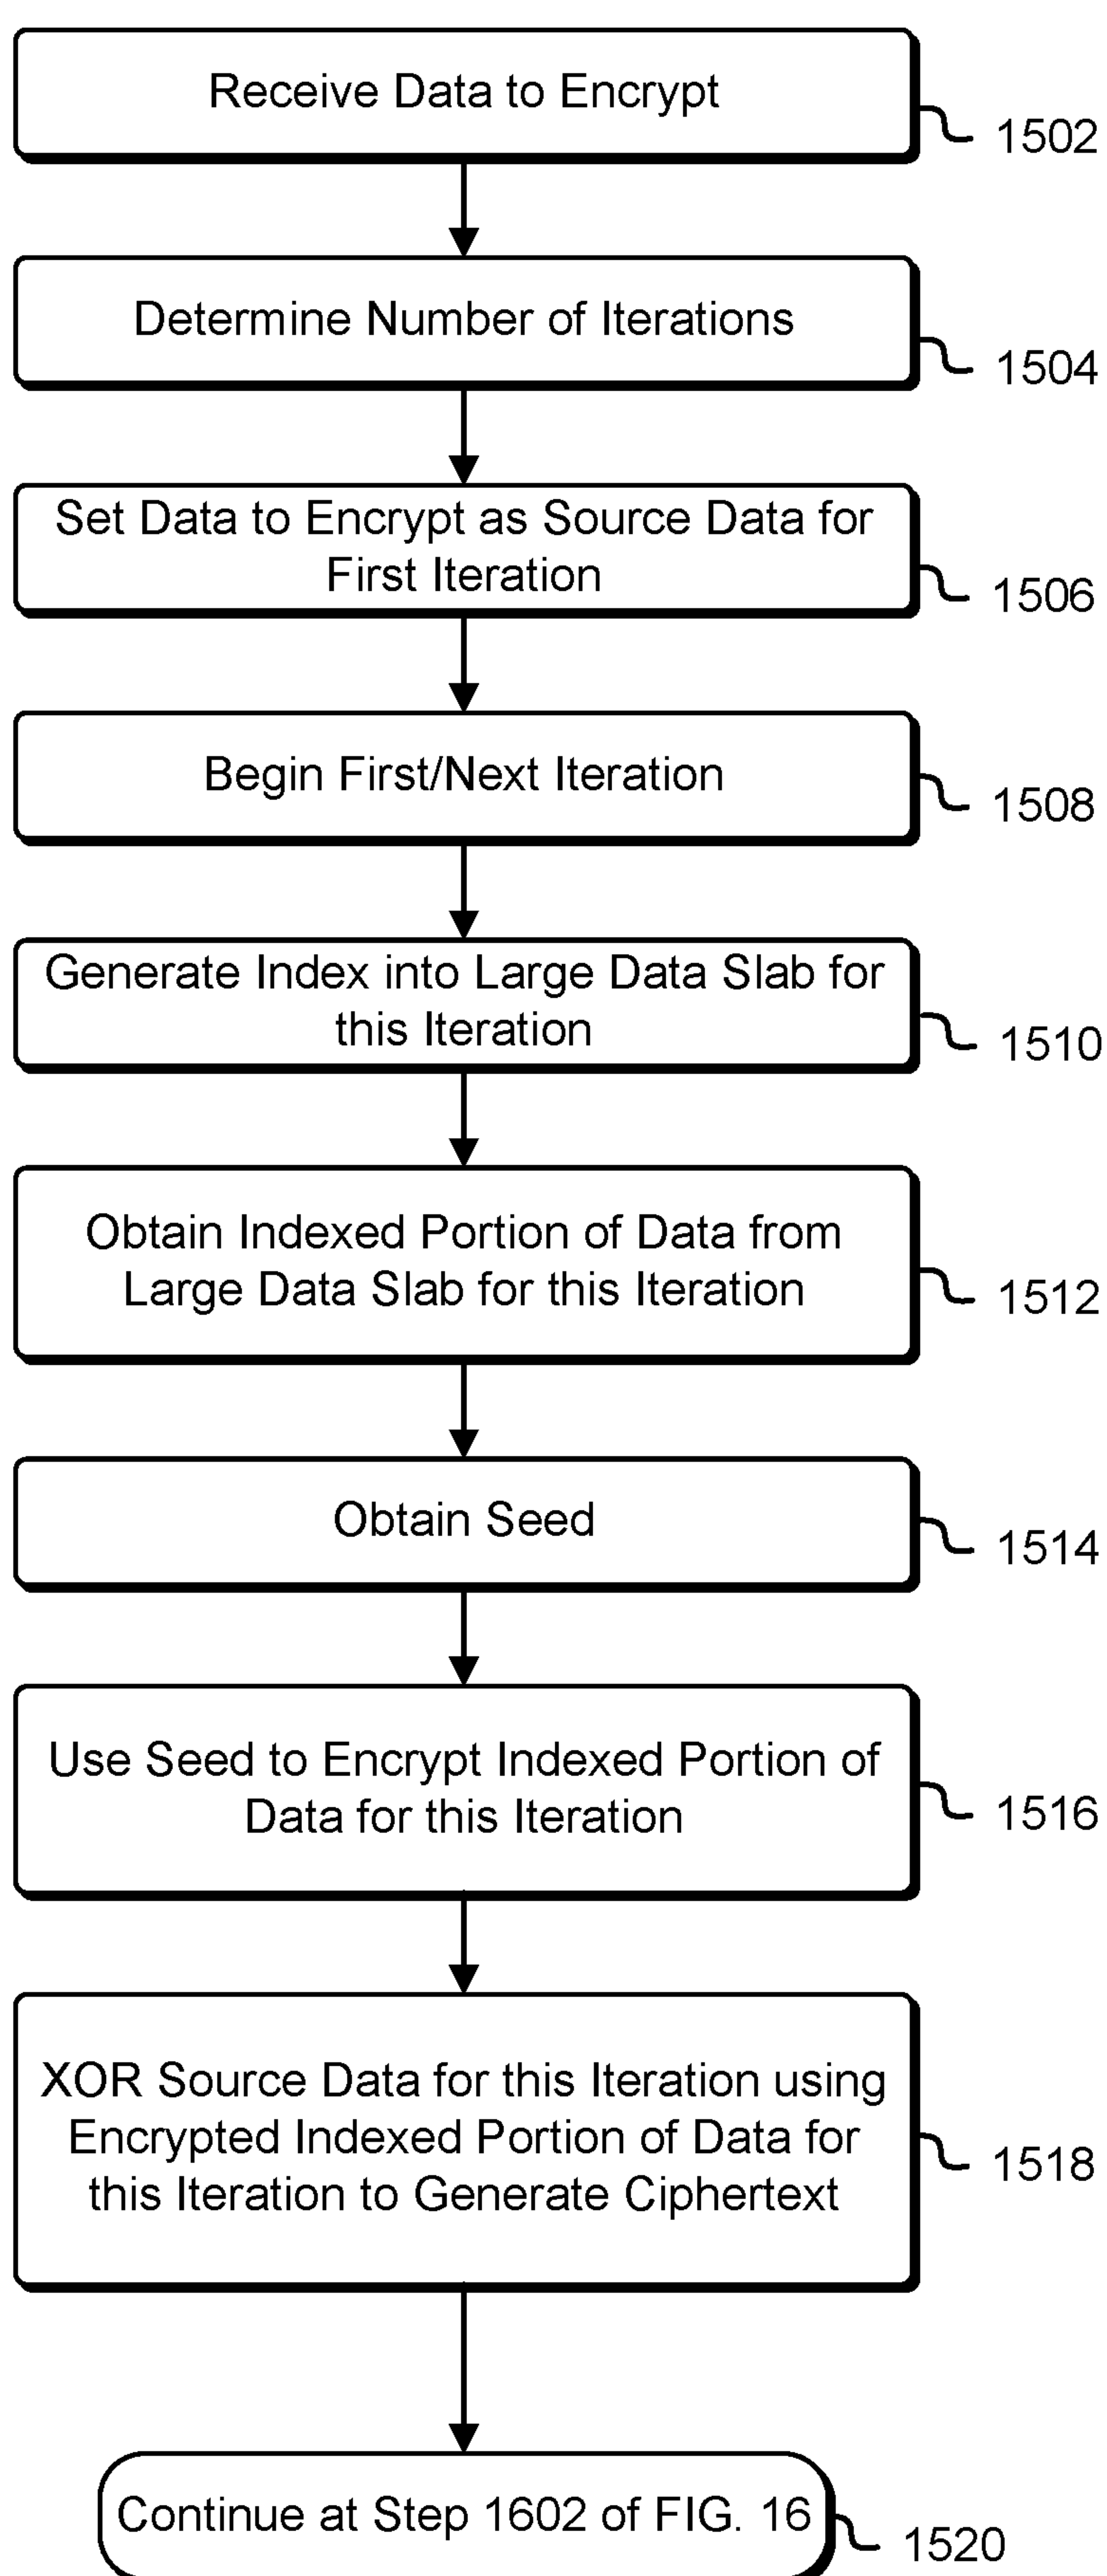 Receive Data to Encrypt
1502
Determine Number of Iterations
1504
Set Data to Encrypt as Source Data for
First Iteration
1506
Begin First/Next Iteration
1508
Generate Index into Large Data Slab for
this Iteration
1510
Obtain Indexed Portion of Data from
Large Data Slab for this Iteration
1512
Obtain Seed
1514
Use Seed to Encrypt Indexed Portion of
Data for this Iteration
1516
XOR Source Data for this Iteration using
Encrypted Indexed Portion of Data for
this Iteration to Generate Ciphertext
1518
Continue at Step 1602 of FIG. 16
1520